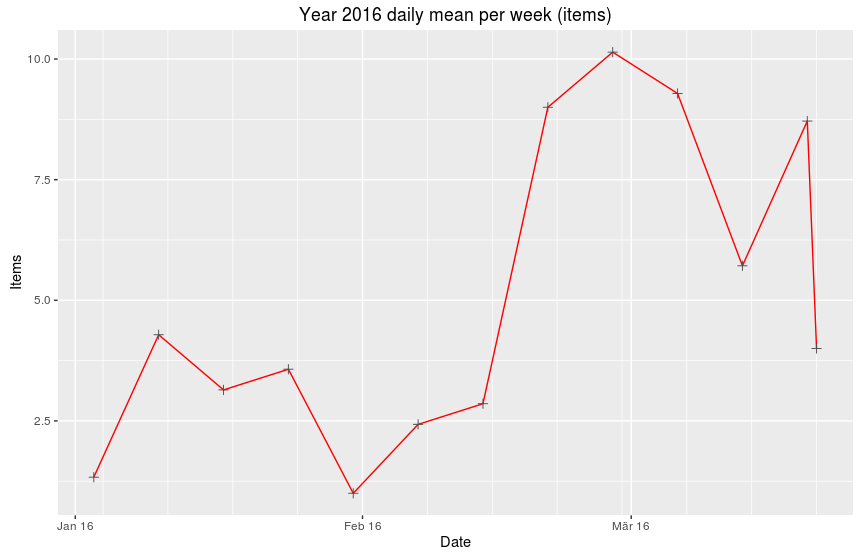 Year 2016 daily mean per week (items)
10.0
7.5
5.0
2.5
Items
Jan 16
Feb 16
Mär 16
Date